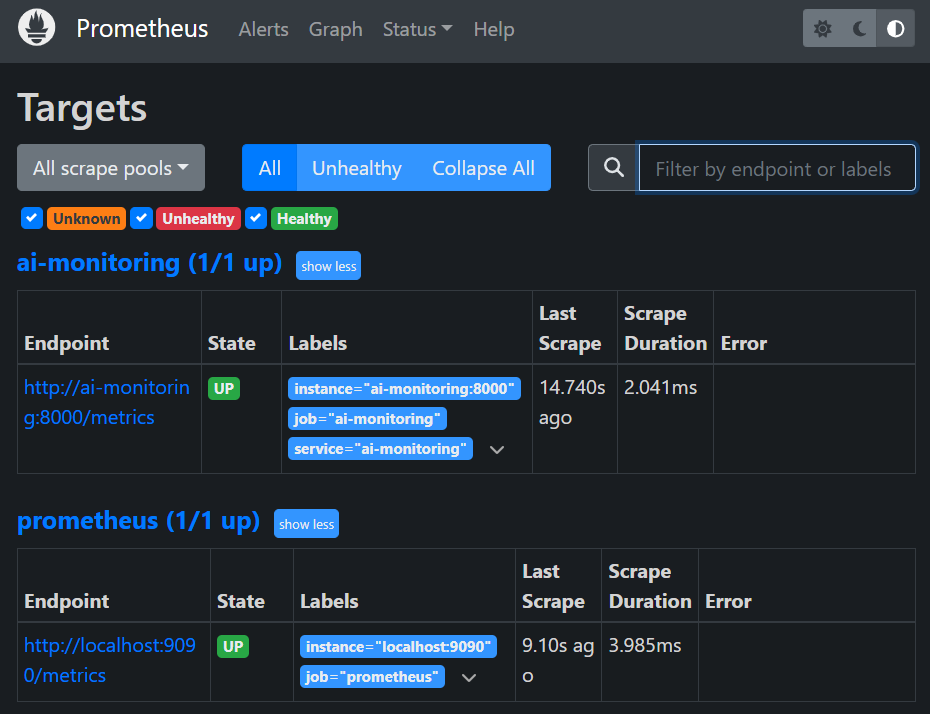 Prometheus Alerts Graph Status Help
Targets
All scrape pools All Unhealthy Collapse All Filter by endpoint or labels
Unknown Unhealthy Healthy
ai-monitoring (1/1 up) show less
Endpoint State Labels Last Scrape Scrape Duration Error
http://ai-monitoring:8000/metrics UP instance="ai-monitoring:8000" job="ai-monitoring" service="ai-monitoring" 14.740s ago 2.041ms
prometheus (1/1 up) show less
Endpoint State Labels Last Scrape Scrape Duration Error
http://localhost:9090/metrics UP instance="localhost:9090" job="prometheus" 9.10s ago 3.985ms